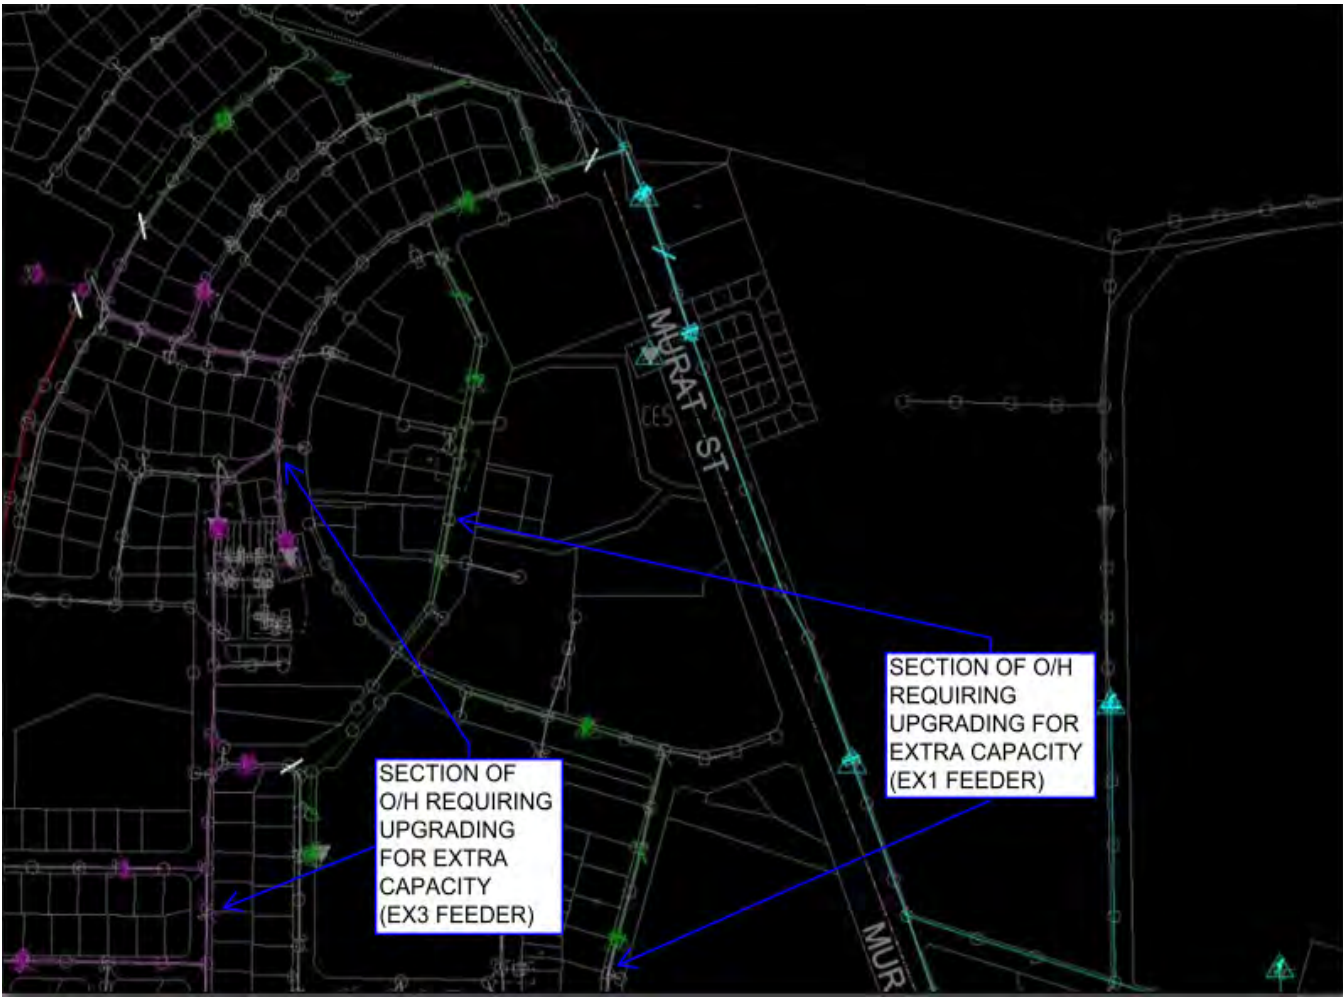 MURAT ST
CES
SECTION OF O/H
REQUIRING
UPGRADING FOR
EXTRA CAPACITY
(EX1 FEEDER)
SECTION OF
O/H REQUIRING
UPGRADING
FOR EXTRA
CAPACITY
(EX3 FEEDER)
MUR